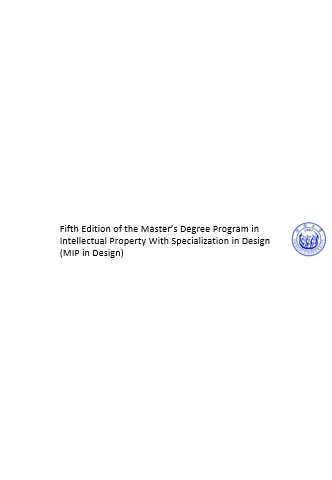 Fifth Edition of the Master's Degree Program in
Intellectual Property With Specialization in Design
(MIP in Design)